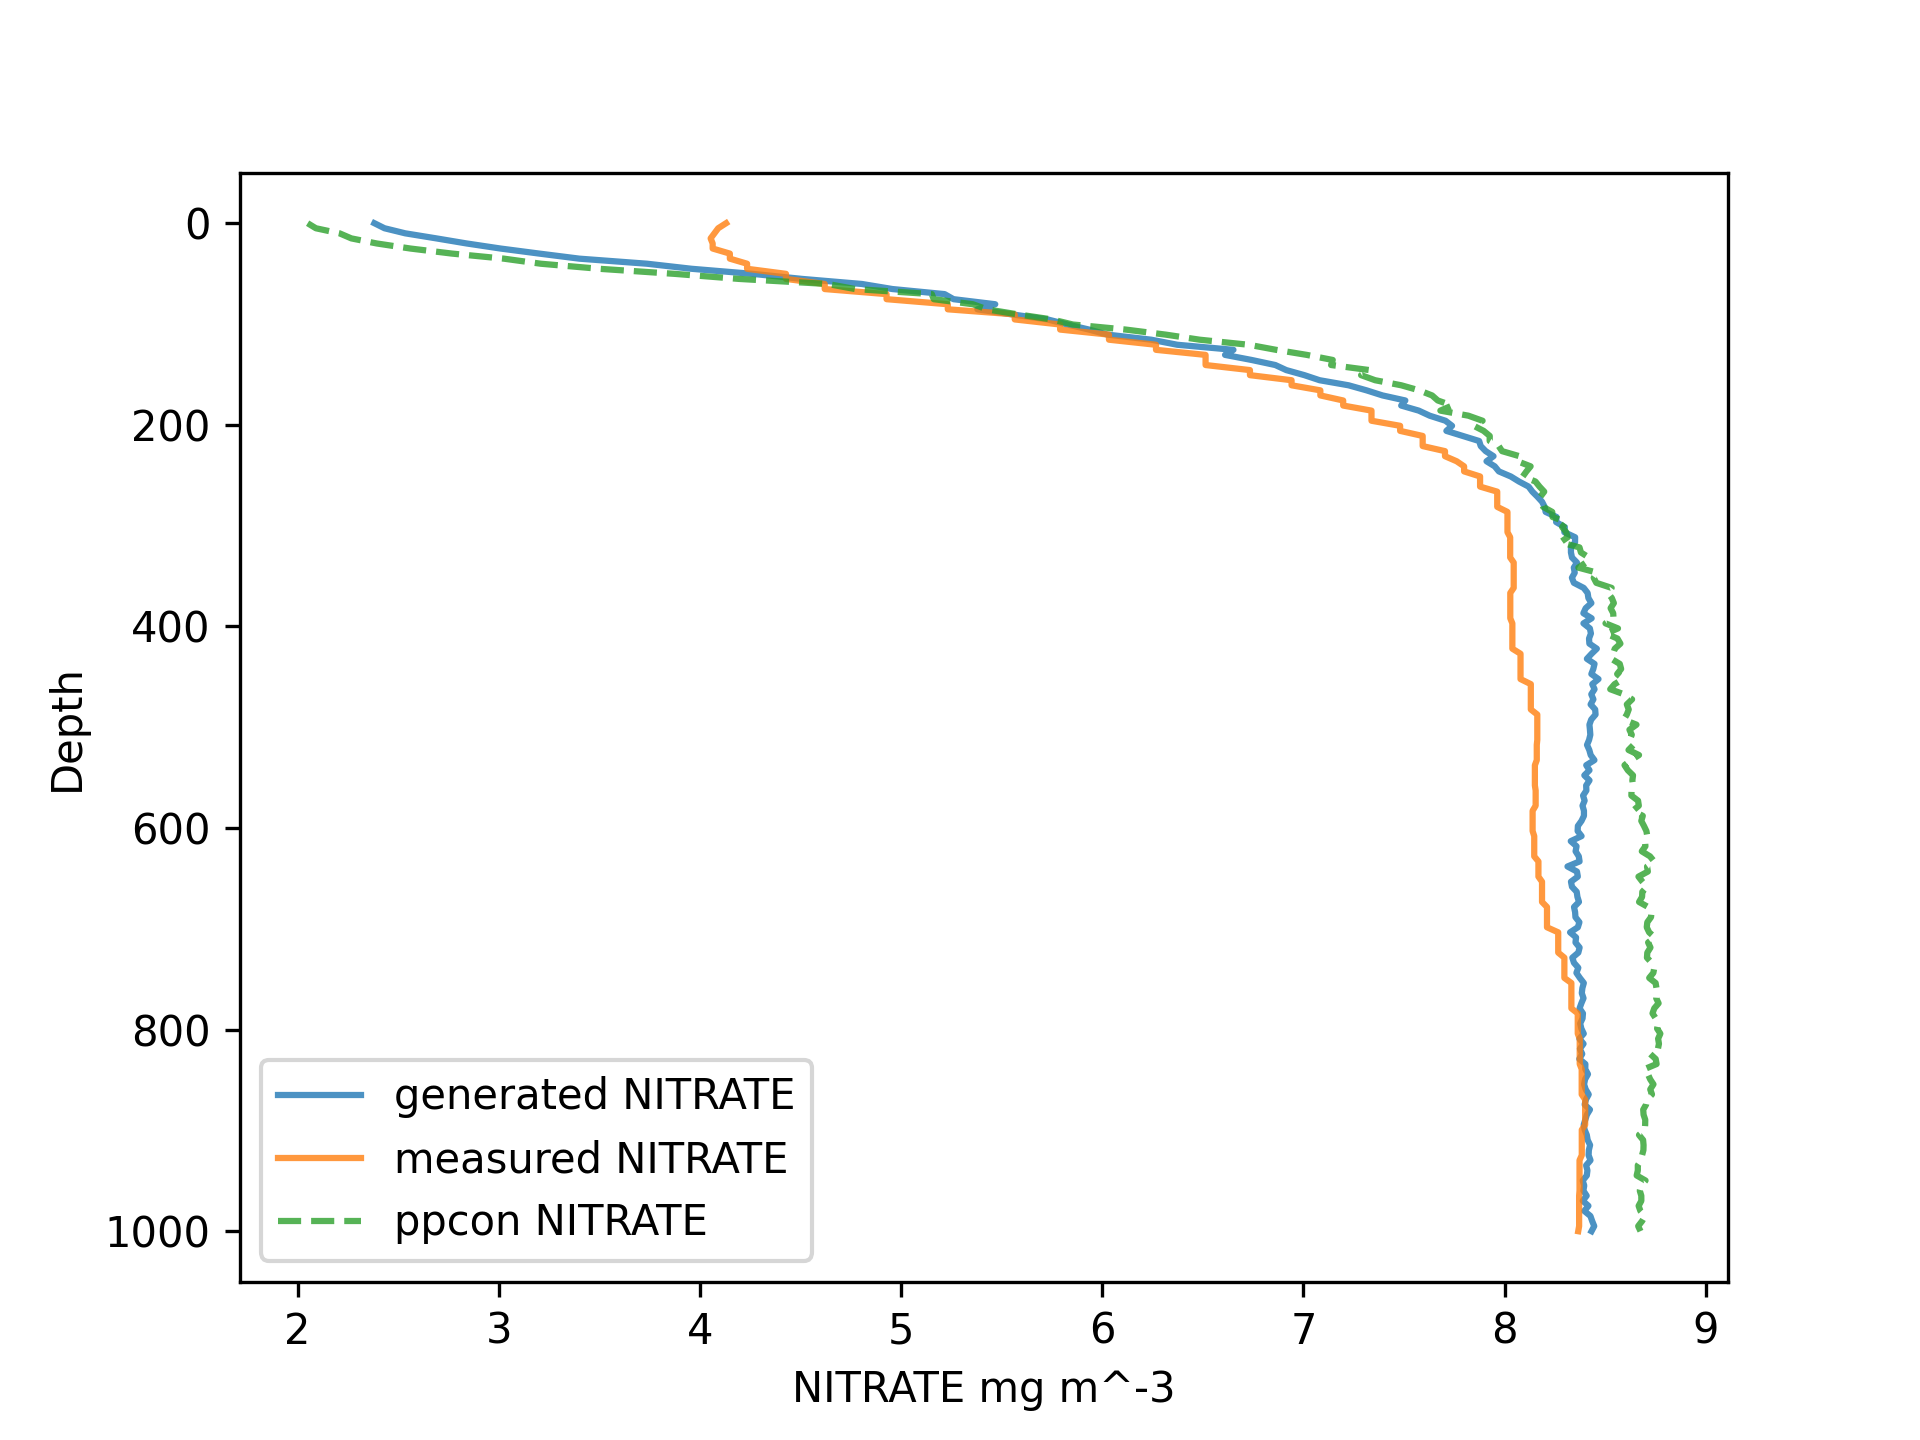 0
200
400
600
800
1000
Depth
generated NITRATE
measured NITRATE
ppcon NITRATE
2 3 4 5 6 7 8 9
NITRATE mg m^-3